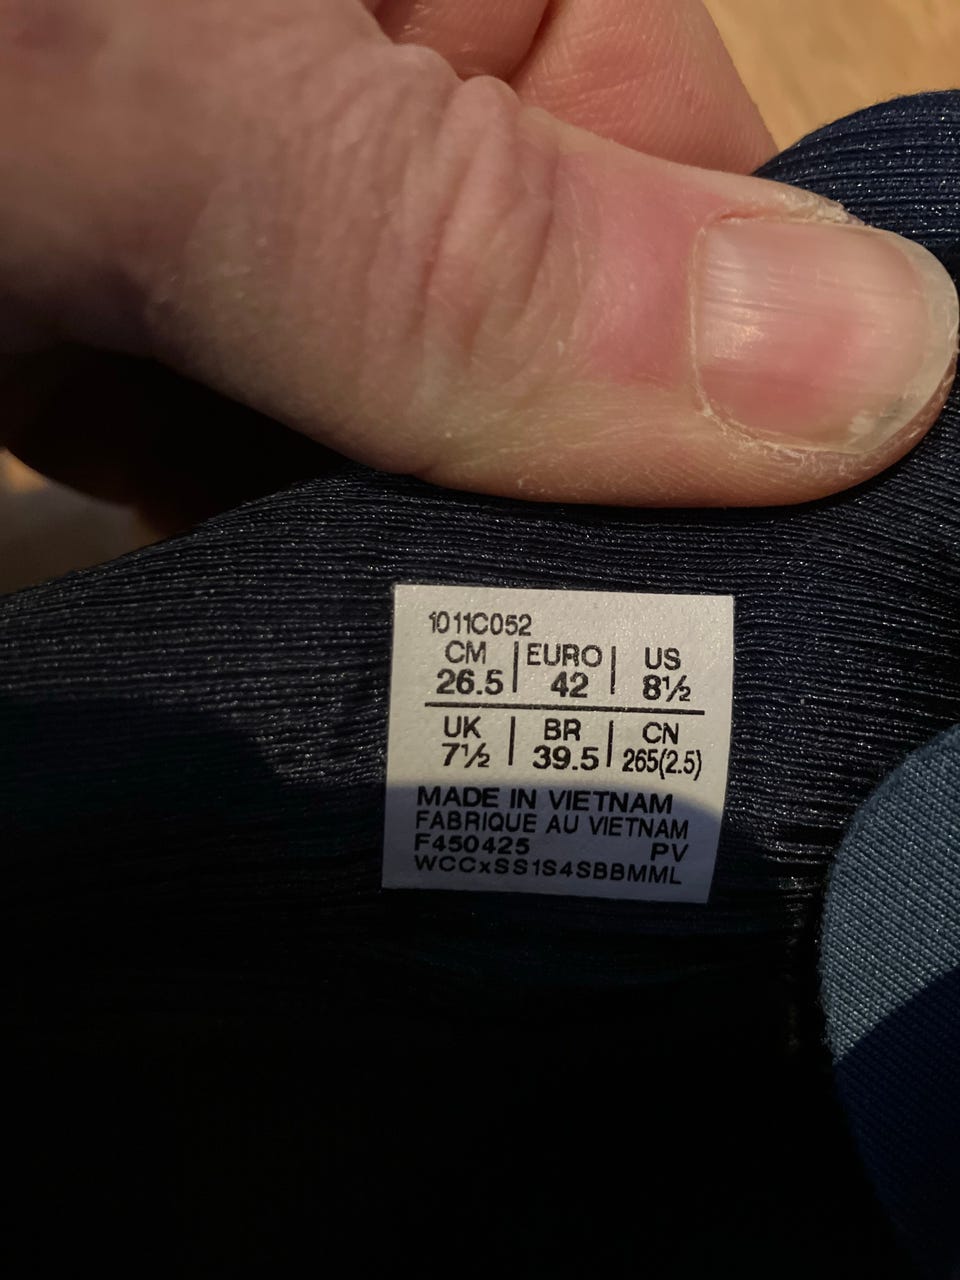 1011C052
CM | EURO | US
26.5 | 42 | 8½
UK | BR | CN
7½ | 39.5 | 265(2.5)
MADE IN VIETNAM
FABRIQUE AU VIETNAM
F450425 PV
WCCxSS1S4SBBMML